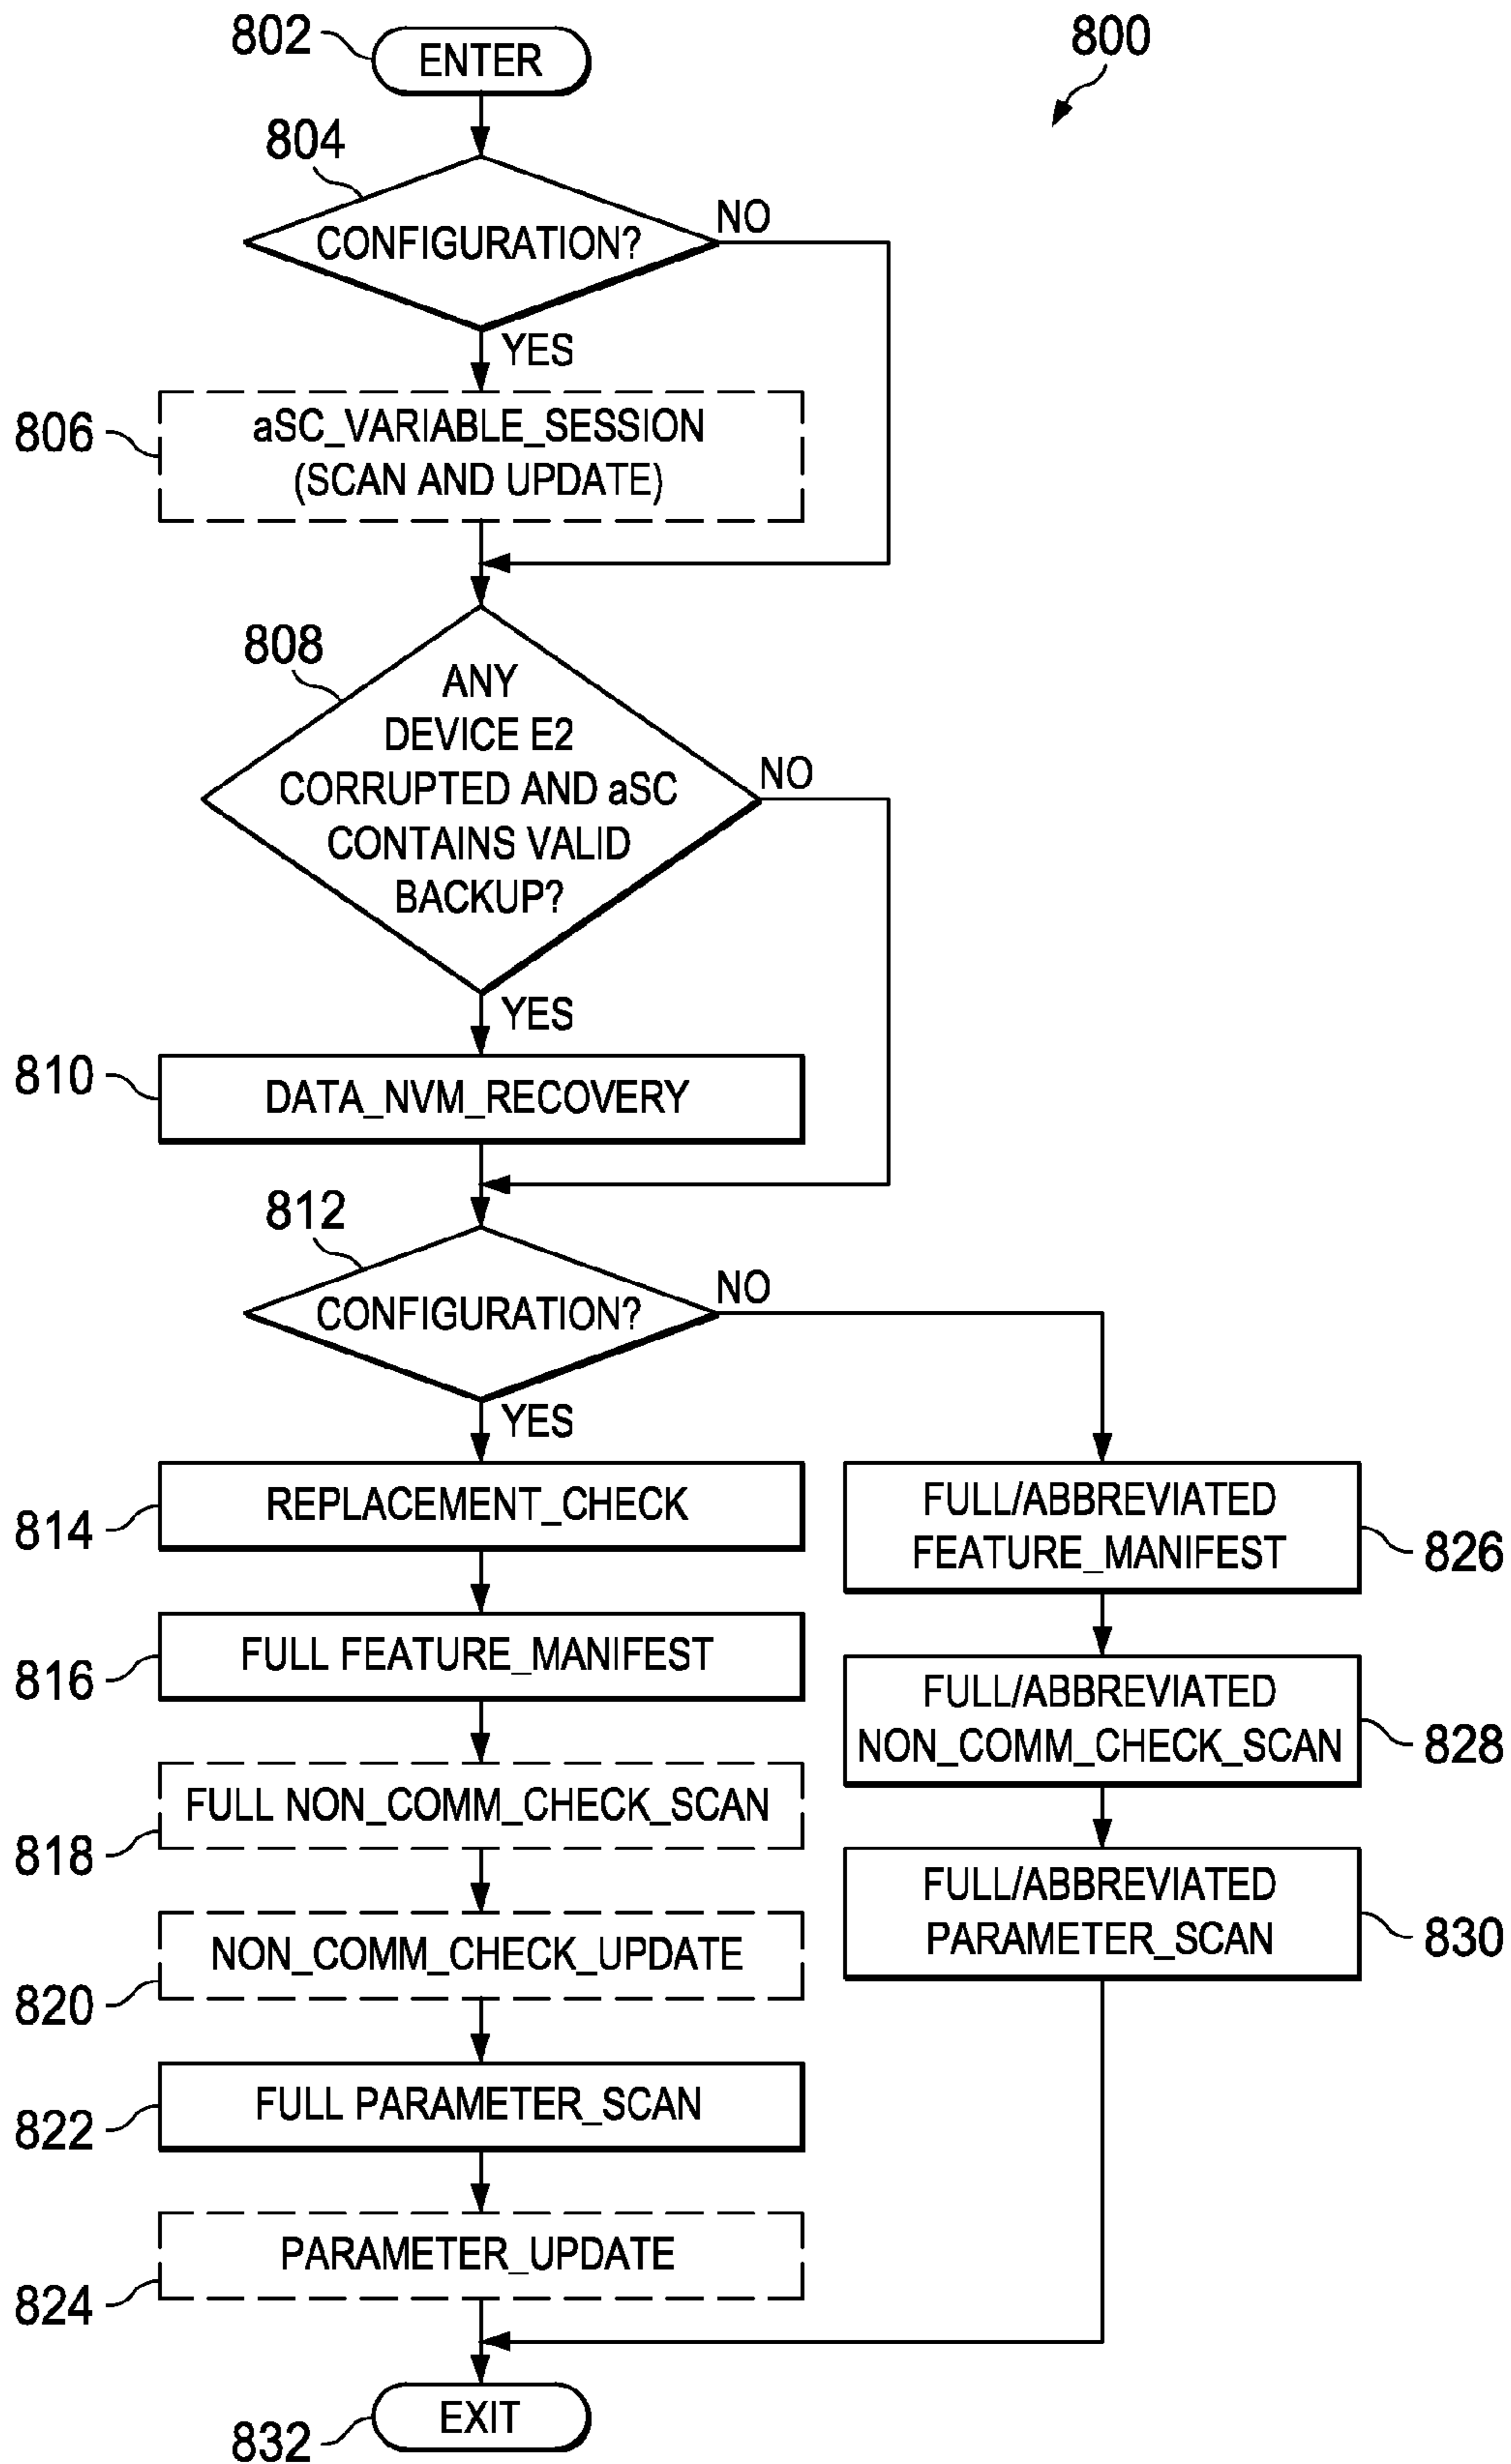 802
ENTER
800
804
CONFIGURATION?
NO
YES
806
aSC_VARIABLE_SESSION
(SCAN AND UPDATE)
808
ANY
DEVICE E2
CORRUPTED AND aSC
CONTAINS VALID
BACKUP?
NO
YES
810
DATA_NVM_RECOVERY
812
CONFIGURATION?
NO
YES
814
REPLACEMENT_CHECK
816
FULL FEATURE_MANIFEST
818
FULL NON_COMM_CHECK_SCAN
820
NON_COMM_CHECK_UPDATE
822
FULL PARAMETER_SCAN
824
PARAMETER_UPDATE
FULL/ABBREVIATED
FEATURE_MANIFEST
826
FULL/ABBREVIATED
NON_COMM_CHECK_SCAN
828
FULL/ABBREVIATED
PARAMETER_SCAN
830
832
EXIT